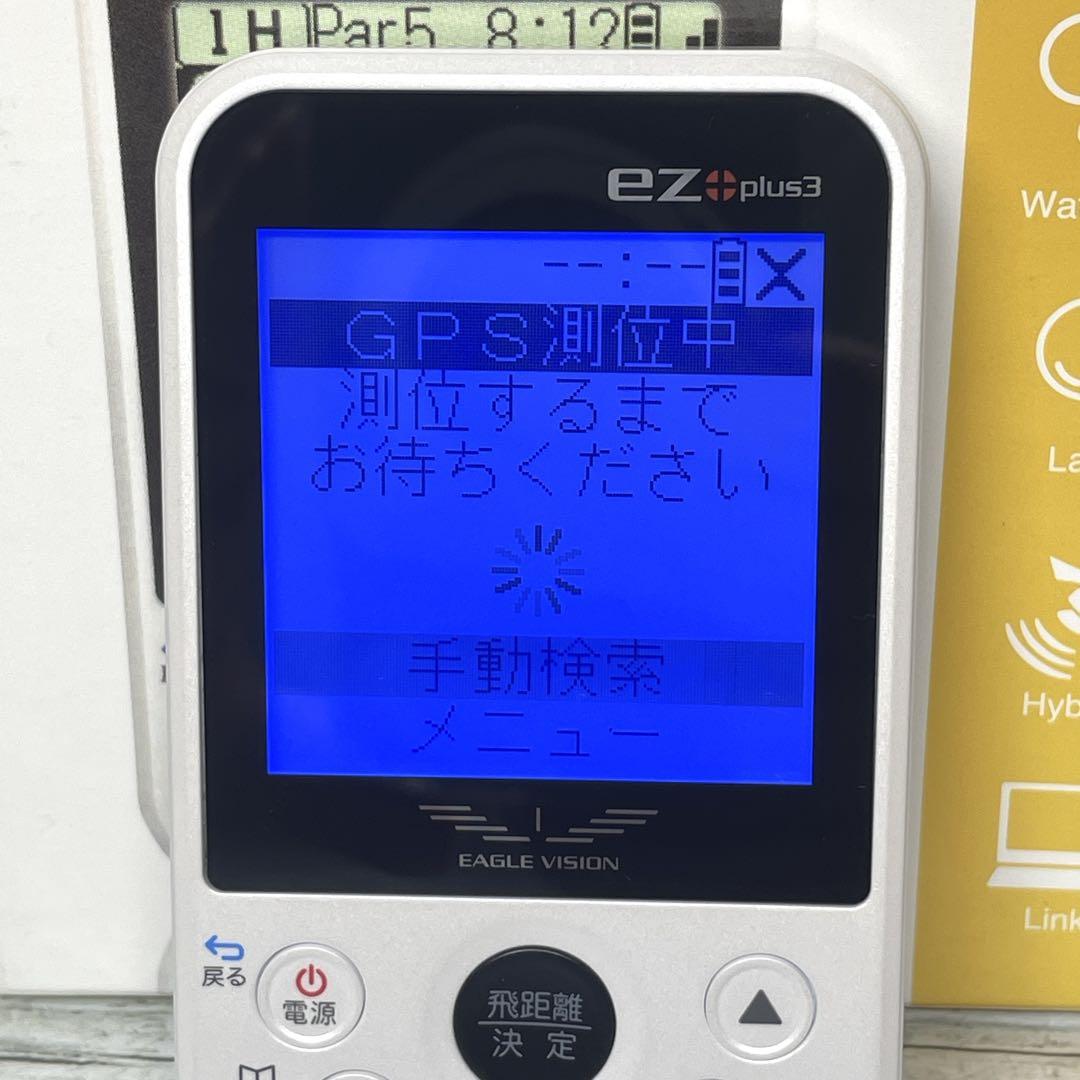 1H Par5 8:12
ez plus3
--:--
GPS測位中
測位するまで
お待ちください
手動検索
メニュー
EAGLE VISION
戻る
電源
飛距離
決定
La
Link